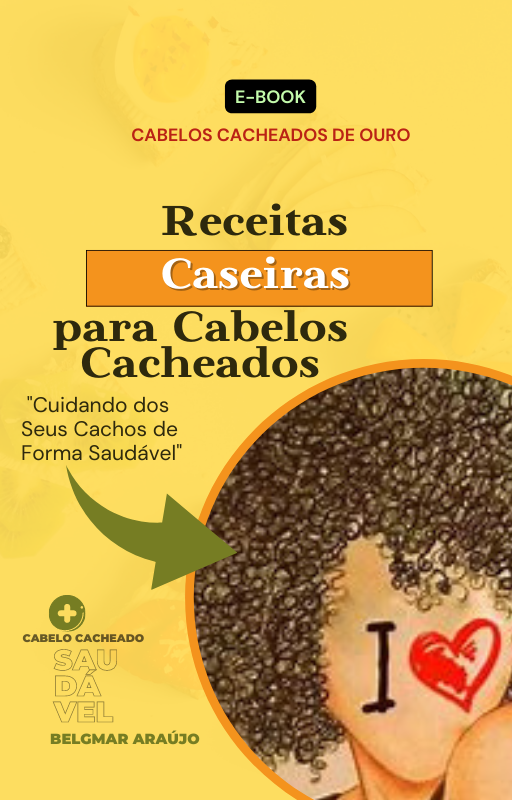 E-BOOK
CABELOS CACHEADOS DE OURO
Receitas
Caseiras
para Cabelos
Cacheados
"Cuidando dos
Seus Cachos de
Forma Saudável"
I
CABELO CACHEADO
SAU
DÁ
VEL
BELGMAR ARAÚJO